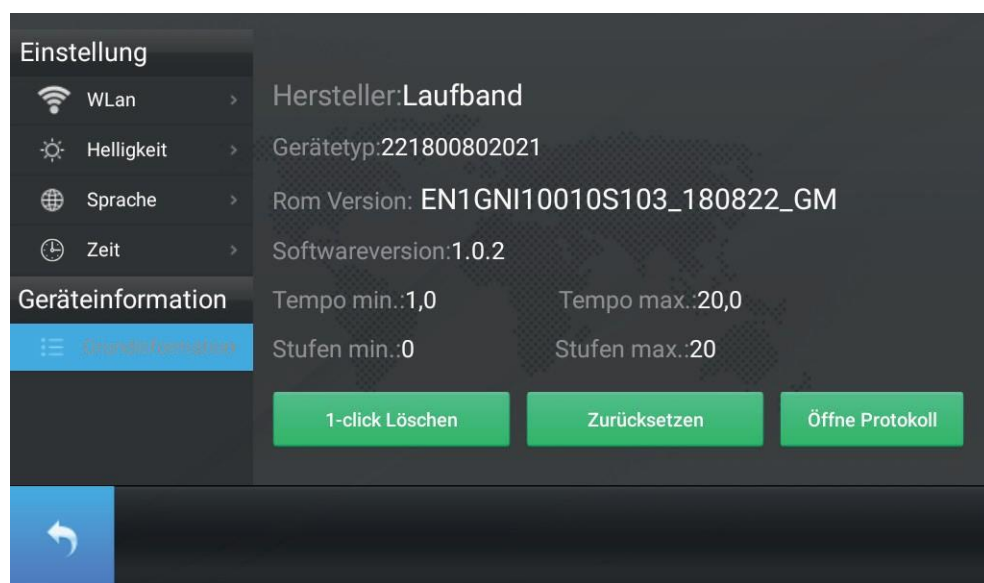 Einstellung
WLan
Helligkeit
Sprache
Zeit
Geräteinformation
Grundinformation
Hersteller:Laufband
Gerätetyp:221800802021
Rom Version: EN1GNI10010S103_180822_GM
Softwareversion:1.0.2
Tempo min.:1,0 Tempo max.:20,0
Stufen min.:0 Stufen max.:20
1-click Löschen Zurücksetzen Öffne Protokoll